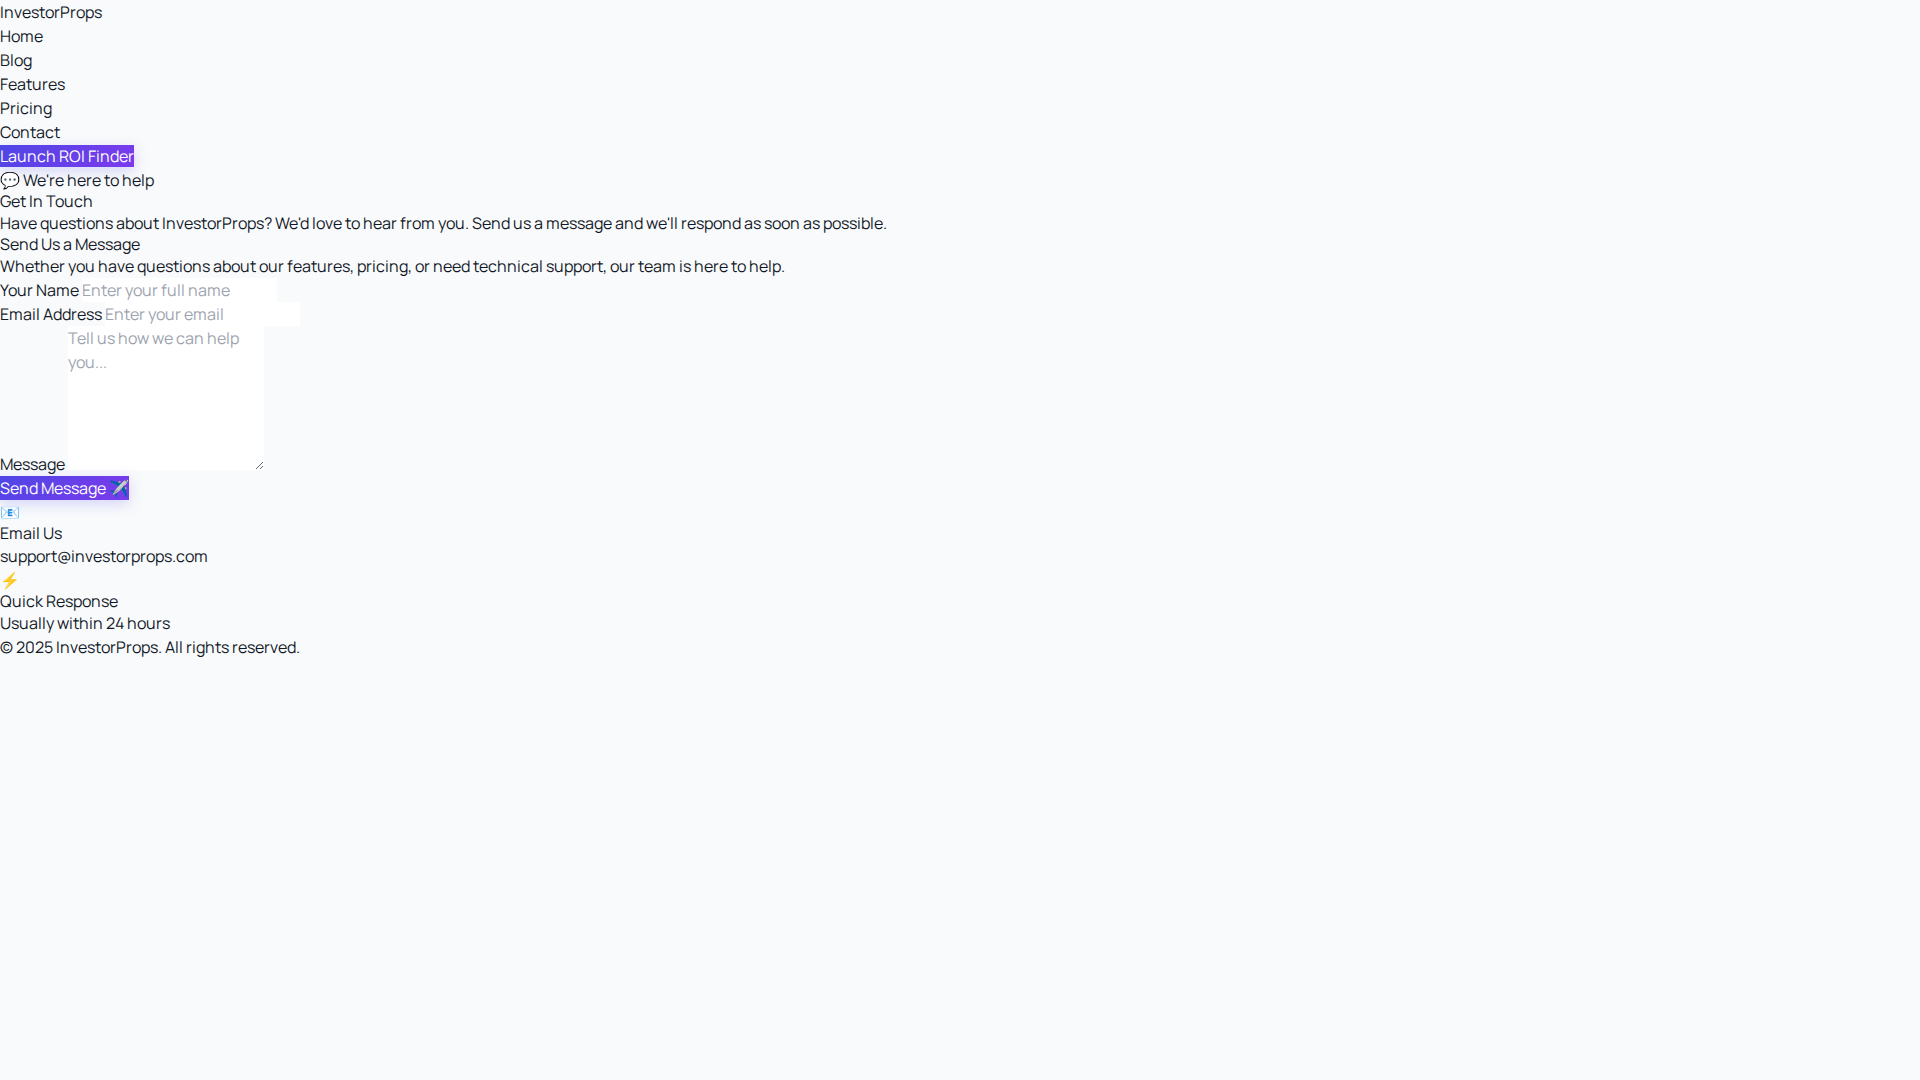 InvestorProps
Home
Blog
Features
Pricing
Contact
Launch ROI Finder
💬 We're here to help
Get In Touch
Have questions about InvestorProps? We'd love to hear from you. Send us a message and we'll respond as soon as possible.
Send Us a Message
Whether you have questions about our features, pricing, or need technical support, our team is here to help.
Your Name Enter your full name
Email Address Enter your email
Tell us how we can help
you...
Message
Send Message ✈️
📧
Email Us
support@investorprops.com
⚡
Quick Response
Usually within 24 hours
© 2025 InvestorProps. All rights reserved.